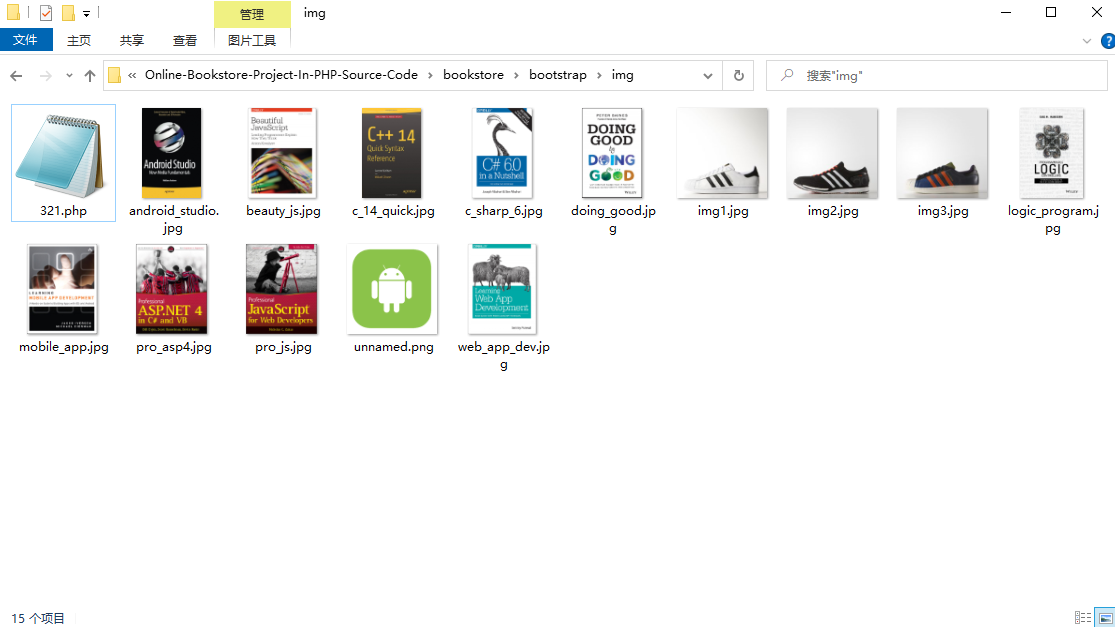 管理
img
文件
主页
共享
查看
图片工具
« Online-Bookstore-Project-In-PHP-Source-Code › bookstore › bootstrap › img
搜索"img"
Android Studio
Beautiful
JavaScript
C++ 14
Quick Syntax
Reference
C# 6.0
in a Nutshell
DOING
GOOD
by
DOING
GOOD
LOGIC
321.php
android_studio.
jpg
beauty_js.jpg
c_14_quick.jpg
c_sharp_6.jpg
doing_good.jp
g
img1.jpg
img2.jpg
img3.jpg
logic_program.j
pg
LEARNING
MOBILE APP DEVELOPMENT
Professional
ASP.NET 4
in C# and VB
Professional
JavaScript
for Web Developers
Learning
Web App
Development
mobile_app.jpg
pro_asp4.jpg
pro_js.jpg
unnamed.png
web_app_dev.jp
g
15 个项目